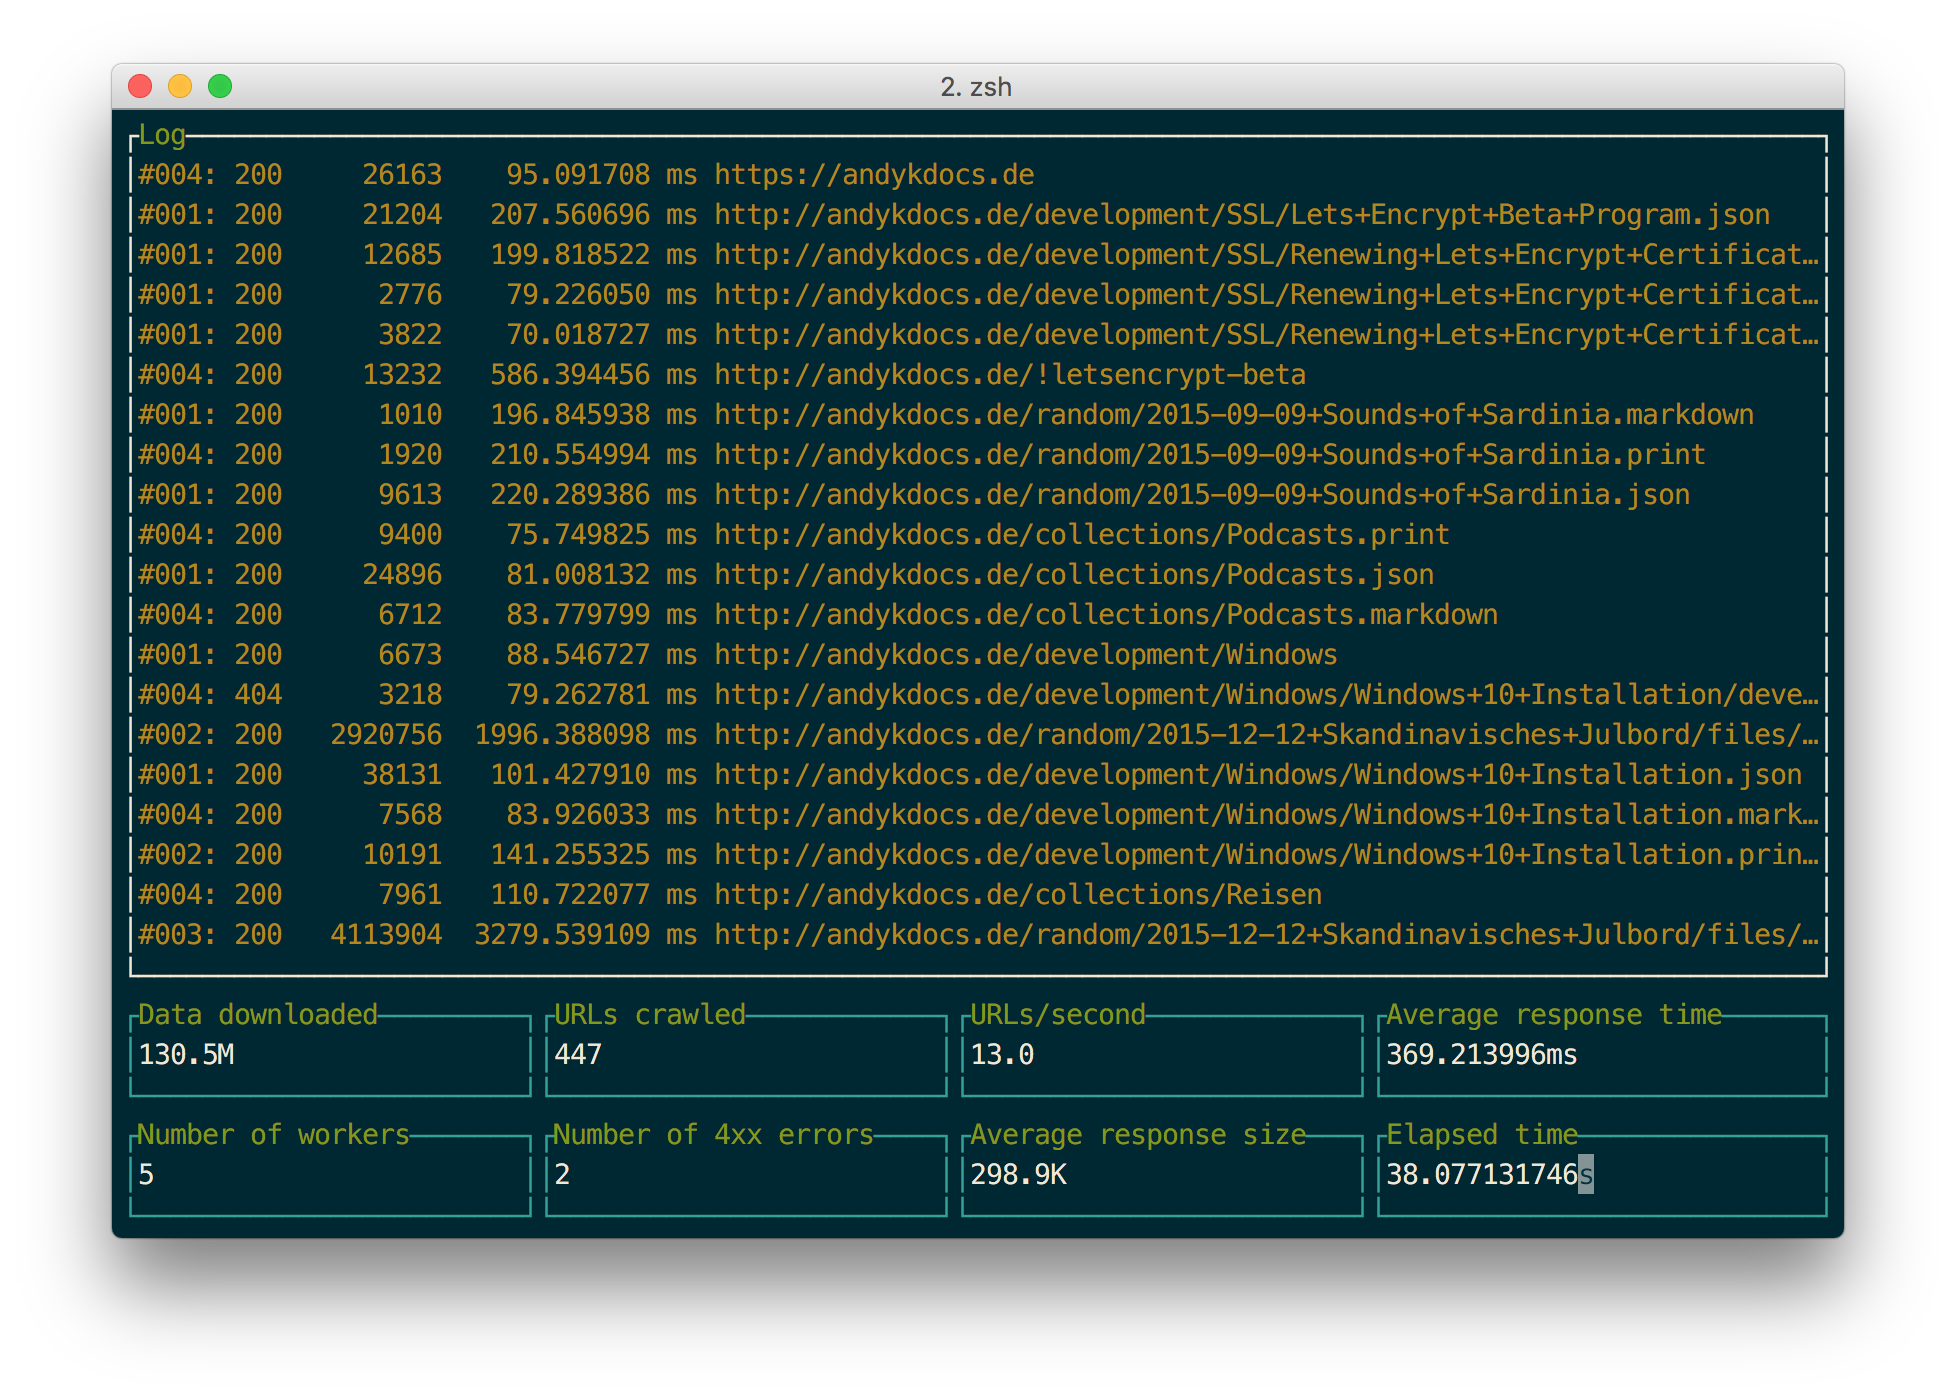 2. zsh
Log
#004: 200     26163    95.091708 ms https://andykdocs.de
#001: 200     21204   207.560696 ms http://andykdocs.de/development/SSL/Lets+Encrypt+Beta+Program.json
#001: 200     12685   199.818522 ms http://andykdocs.de/development/SSL/Renewing+Lets+Encrypt+Certificat…
#001: 200      2776    79.226050 ms http://andykdocs.de/development/SSL/Renewing+Lets+Encrypt+Certificat…
#001: 200      3822    70.018727 ms http://andykdocs.de/development/SSL/Renewing+Lets+Encrypt+Certificat…
#004: 200     13232   586.394456 ms http://andykdocs.de/!letsencrypt-beta
#001: 200      1010   196.845938 ms http://andykdocs.de/random/2015-09-09+Sounds+of+Sardinia.markdown
#004: 200      1920   210.554994 ms http://andykdocs.de/random/2015-09-09+Sounds+of+Sardinia.print
#001: 200      9613   220.289386 ms http://andykdocs.de/random/2015-09-09+Sounds+of+Sardinia.json
#004: 200      9400    75.749825 ms http://andykdocs.de/collections/Podcasts.print
#001: 200     24896    81.008132 ms http://andykdocs.de/collections/Podcasts.json
#004: 200      6712    83.779799 ms http://andykdocs.de/collections/Podcasts.markdown
#001: 200      6673    88.546727 ms http://andykdocs.de/development/Windows
#004: 404      3218    79.262781 ms http://andykdocs.de/development/Windows/Windows+10+Installation/deve…
#002: 200   2920756  1996.388098 ms http://andykdocs.de/random/2015-12-12+Skandinavisches+Julbord/files/…
#001: 200     38131   101.427910 ms http://andykdocs.de/development/Windows/Windows+10+Installation.json
#004: 200      7568    83.926033 ms http://andykdocs.de/development/Windows/Windows+10+Installation.mark…
#002: 200     10191   141.255325 ms http://andykdocs.de/development/Windows/Windows+10+Installation.prin…
#004: 200      7961   110.722077 ms http://andykdocs.de/collections/Reisen
#003: 200   4113904  3279.539109 ms http://andykdocs.de/random/2015-12-12+Skandinavisches+Julbord/files/…
Data downloaded URLs crawled URLs/second Average response time
130.5M 447 13.0 369.213996ms
Number of workers Number of 4xx errors Average response size Elapsed time
5 2 298.9K 38.077131746s